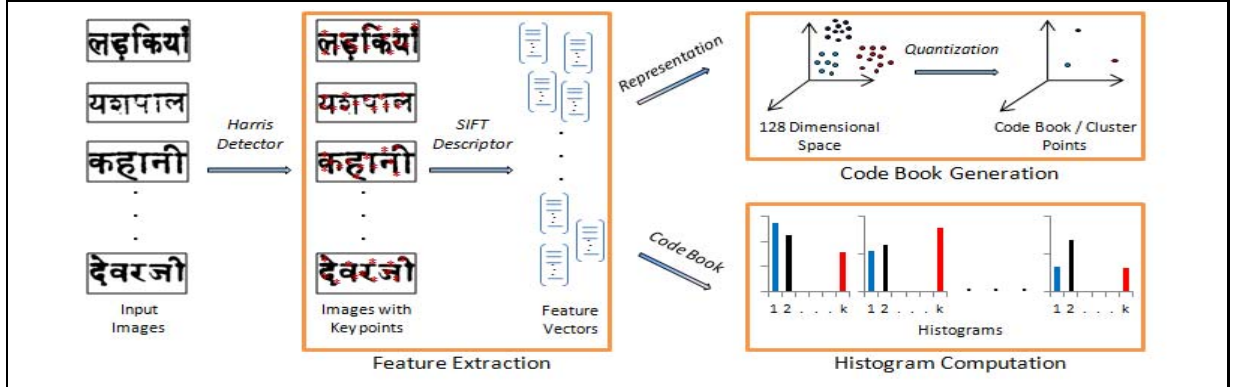 लड़कियाँ
यशपाल
कहानी
देवरजी
Input
Images
Harris
Detector
लड़कियाँ
यशपाल
कहानी
देवरजी
Images with
Key points
SIFT
Descriptor
Feature
Vectors
Feature Extraction
Representation
Code Book
128 Dimensional
Space
Quantization
Code Book / Cluster
Points
Code Book Generation
1 2 . . . k
1 2 . . . k
1 2 . . . k
Histograms
Histogram Computation